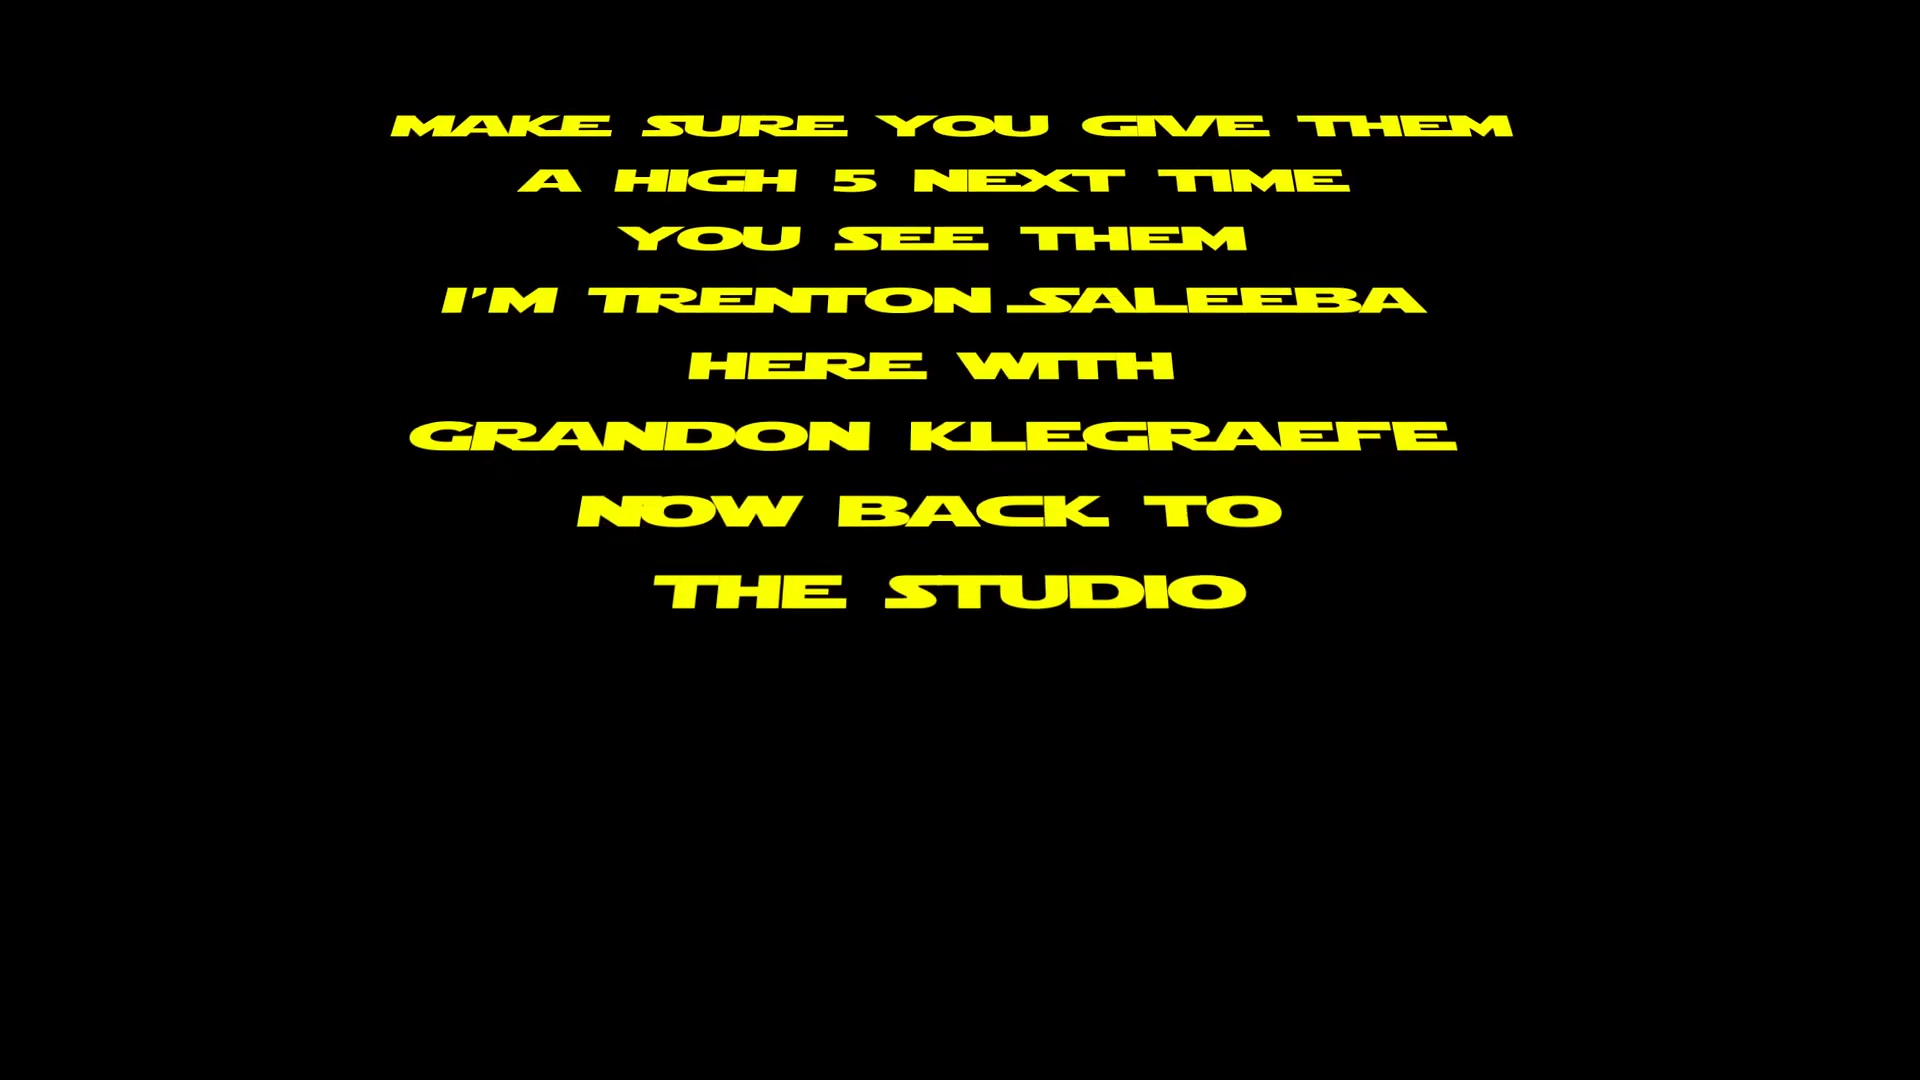 MAKE SURE YOU GIVE THEM
A HIGH 5 NEXT TIME
YOU SEE THEM
I'M TRENTON SALEEBA
HERE WITH
GRANDON KLEGRAEFE
NOW BACK TO
THE STUDIO